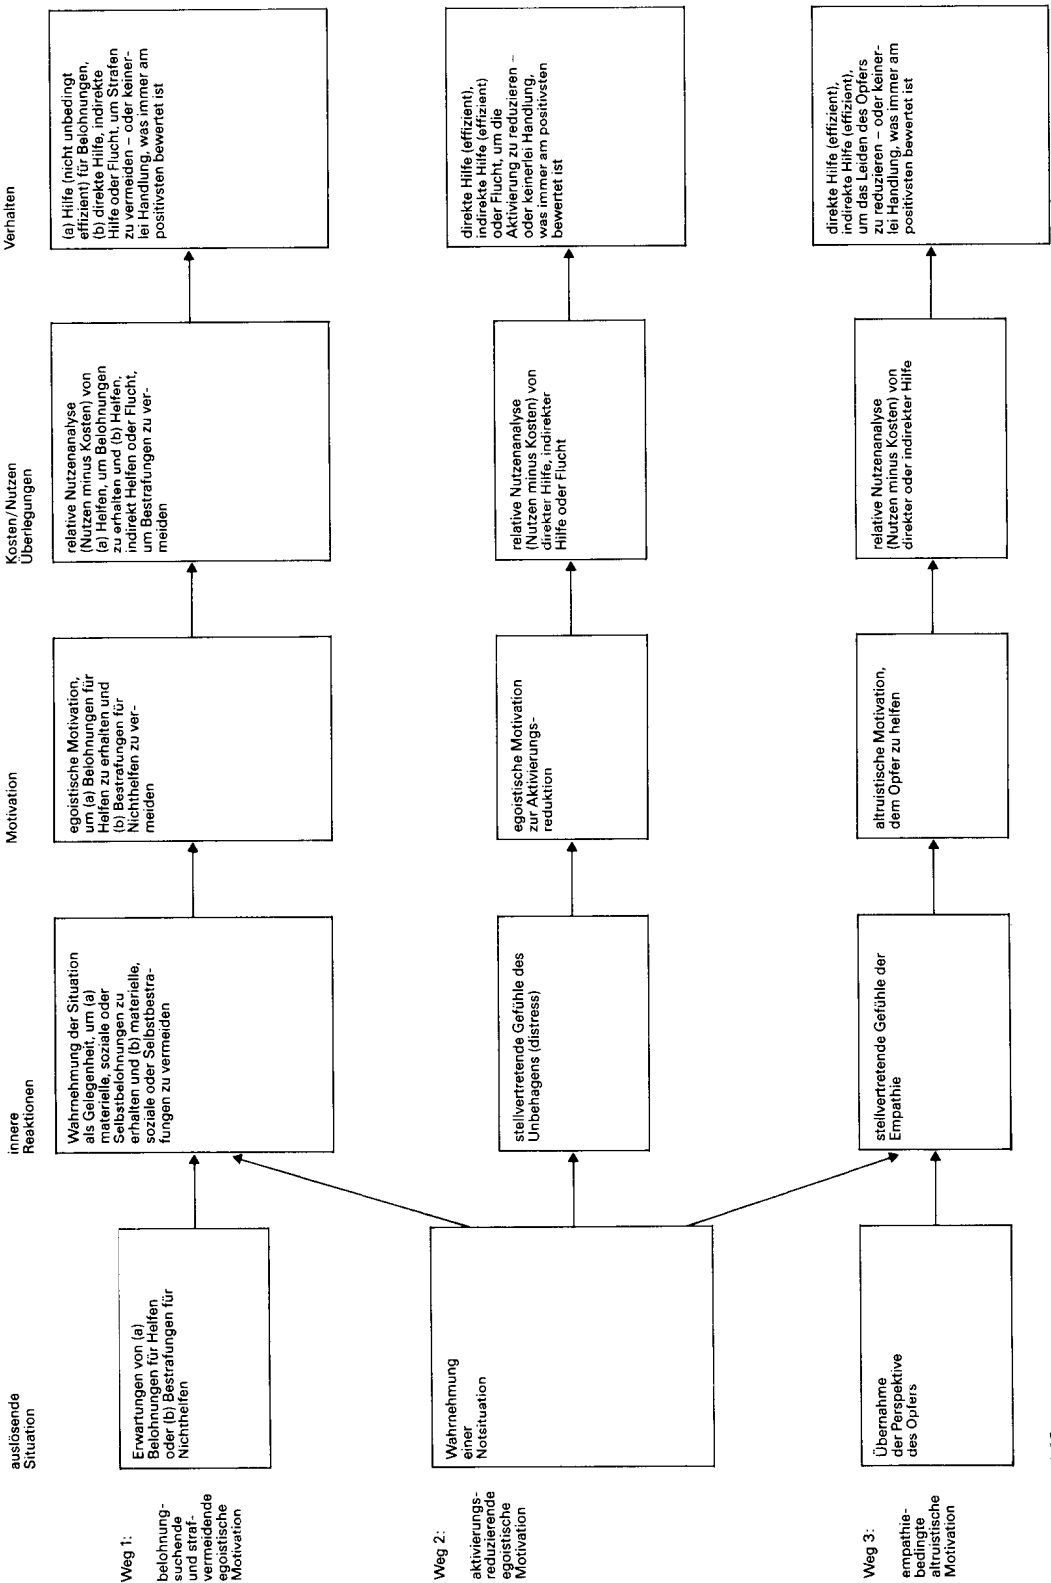 auslösende
Situation
innere
Reaktionen
Motivation
Kosten/Nutzen
Überlegungen
Verhalten
Weg 1:
belohnung-
suchende
und straf-
vermeidende
egoistische
Motivation
Erwartungen von (a)
Belohnungen für Helfen
oder (b) Bestrafungen für
Nichthelfen
Wahrnehmung der Situation
als Gelegenheit, um (a)
materielle, soziale oder
Selbstbelohnungen zu
erhalten und (b) materielle,
soziale oder Selbstbestra-
fungen zu vermeiden
egoistische Motivation,
um (a) Belohnungen für
Helfen zu erhalten und
(b) Bestrafungen für
Nichthelfen zu ver-
meiden
relative Nutzenanalyse
(Nutzen minus Kosten) von
(a) Helfen, um Belohnungen
zu erhalten und (b) Helfen,
indirekt Helfen oder Flucht,
um Bestrafungen zu ver-
meiden
(a) Hilfe (nicht unbedingt
effizient) für Belohnungen,
(b) direkte Hilfe, indirekte
Hilfe oder Flucht, um Strafen
zu vermeiden – oder keiner-
lei Handlung, was immer am
positivsten bewertet ist
Weg 2:
aktivierungs-
reduzierende
egoistische
Motivation
Wahrnehmung
einer
Notsituation
stellvertretende Gefühle des
Unbehagens (distress)
egoistische Motivation
zur Aktivierungs-
reduktion
relative Nutzenanalyse
(Nutzen minus Kosten) von
direkter Hilfe, indirekter
Hilfe oder Flucht
direkte Hilfe (effizient),
indirekte Hilfe (effizient)
oder Flucht, um die
Aktivierung zu reduzieren –
oder keinerlei Handlung,
was immer am positivsten
bewertet ist
Weg 3:
empathie-
bedingte
altruistische
Motivation
Übernahme
der Perspektive
des Opfers
stellvertretende Gefühle der
Empathie
altruistische Motivation,
dem Opfer zu helfen
relative Nutzenanalyse
(Nutzen minus Kosten) von
direkter oder indirekter Hilfe
direkte Hilfe (effizient),
indirekte Hilfe (effizient),
um das Leiden des Opfers
zu reduzieren – oder keiner-
lei Handlung, was immer am
positivsten bewertet ist